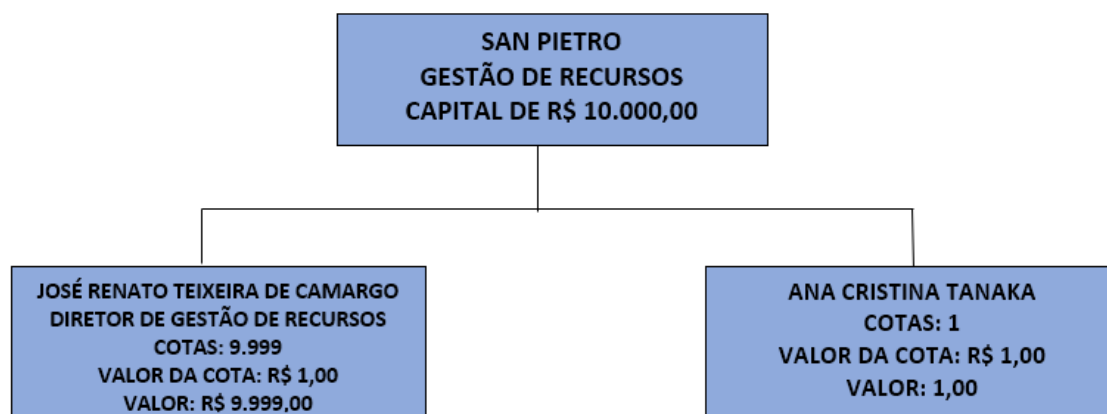 SAN PIETRO
GESTÃO DE RECURSOS
CAPITAL DE R$ 10.000,00
JOSÉ RENATO TEIXEIRA DE CAMARGO
DIRETOR DE GESTÃO DE RECURSOS
COTAS: 9.999
VALOR DA COTA: R$ 1,00
VALOR: R$ 9.999,00
ANA CRISTINA TANAKA
COTAS: 1
VALOR DA COTA: R$ 1,00
VALOR: 1,00